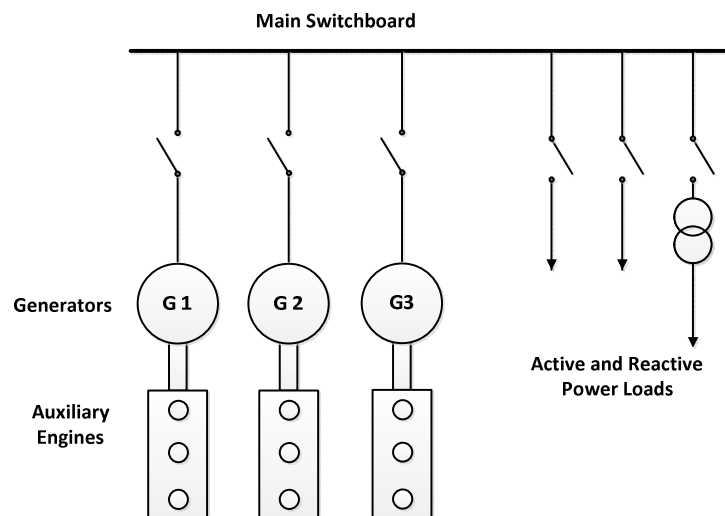 Main Switchboard
Generators
G 1
G 2
G3
Active and Reactive
Power Loads
Auxiliary
Engines